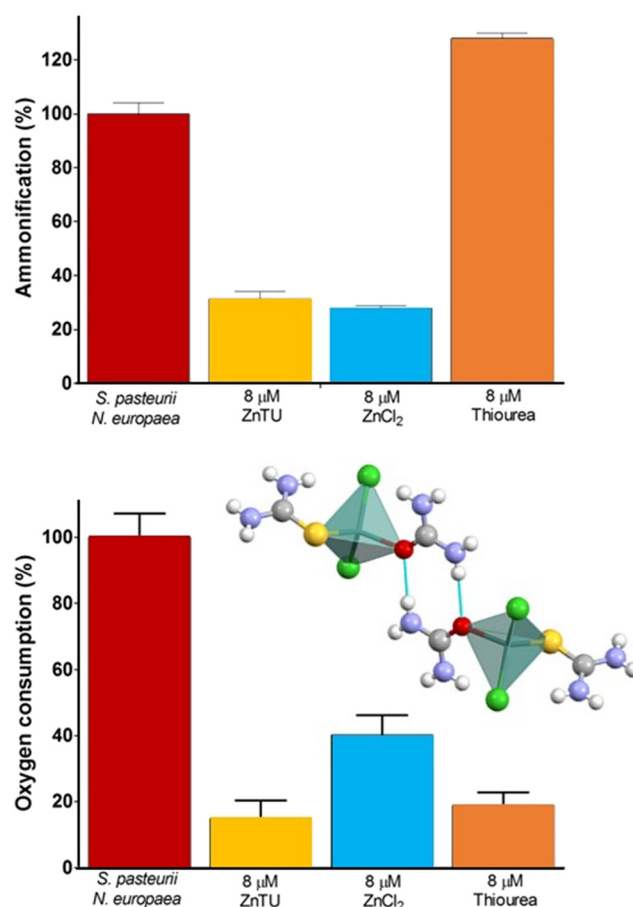 Ammonification (%)
120
100
80
60
40
20
0
S. pasteurii
N. europaea
8 μM
ZnTU
8 μM
ZnCl₂
8 μM
Thiourea
Oxygen consumption (%)
100
80
60
40
20
0
S. pasteurii
N. europaea
8 μM
ZnTU
8 μM
ZnCl₂
8 μM
Thiourea